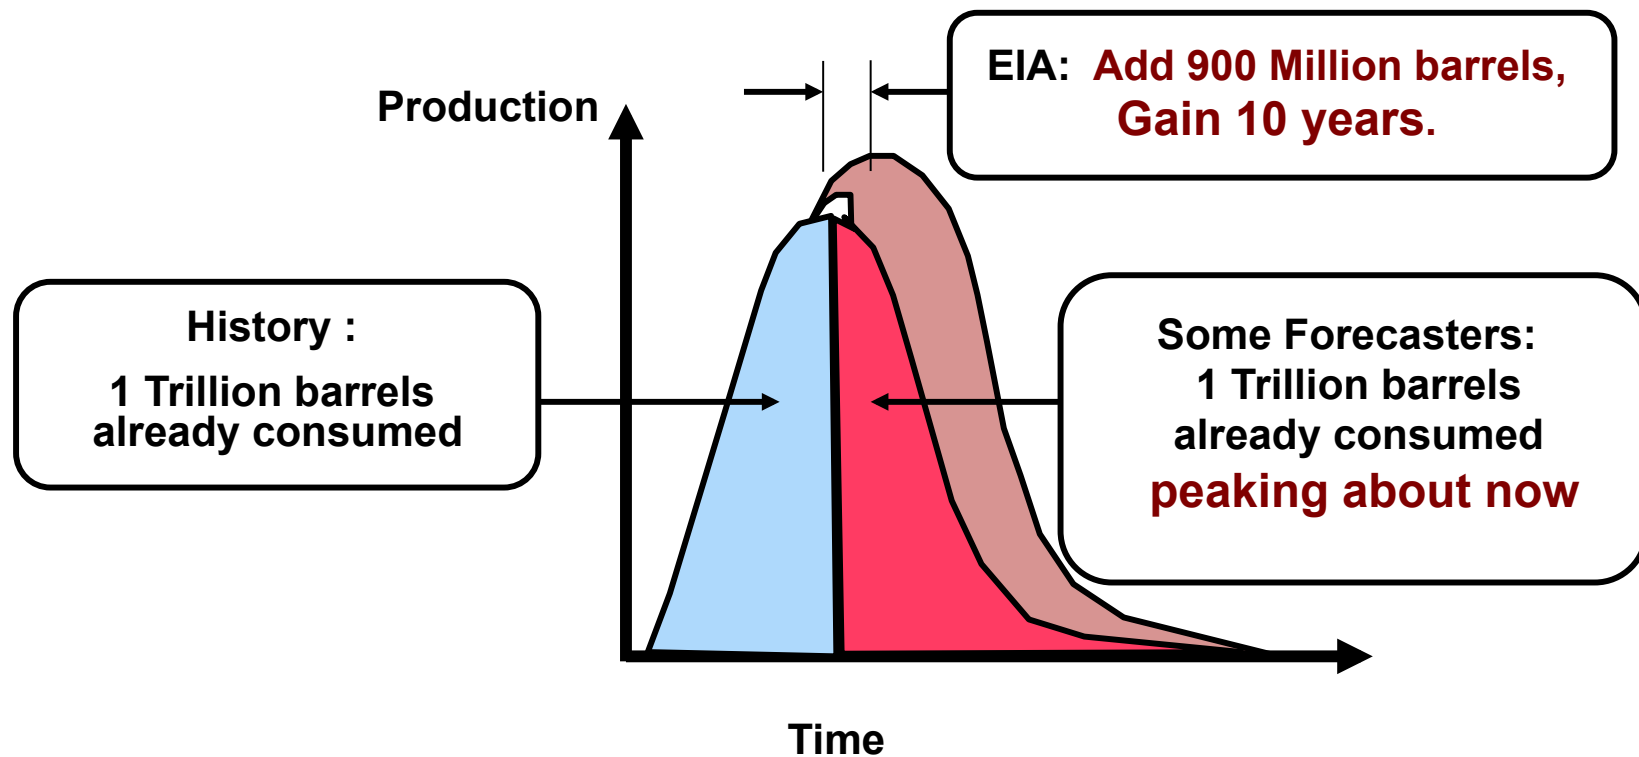 EIA: Add 900 Million barrels,
Gain 10 years.
Production
History :
1 Trillion barrels
already consumed
Some Forecasters:
1 Trillion barrels
already consumed
peaking about now
Time